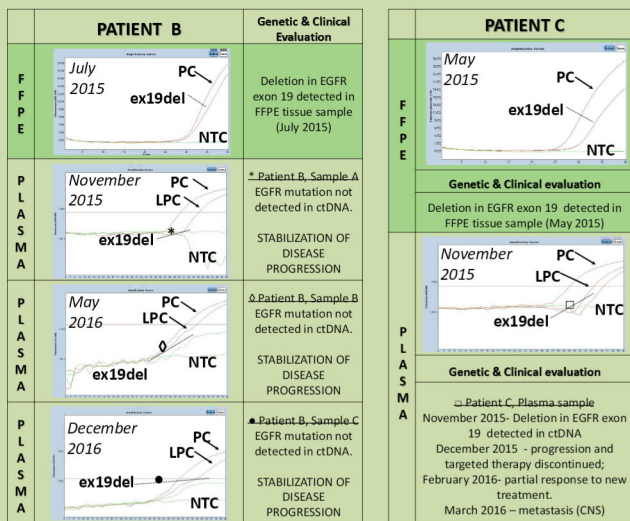 PATIENT B
Genetic & Clinical
Evaluation
F
F
P
E
July
2015
PC
ex19del
NTC
Deletion in EGFR
exon 19 detected in
FFPE tissue sample
(July 2015)
P
L
A
S
M
A
November
2015
PC
LPC
*
ex19del
NTC
* Patient B, Sample A
EGFR mutation not
detected in ctDNA.
STABILIZATION OF
DISEASE
PROGRESSION
P
L
A
S
M
A
May
2016
PC
LPC
◊
ex19del
NTC
◊ Patient B, Sample B
EGFR mutation not
detected in ctDNA.
STABILIZATION OF
DISEASE
PROGRESSION
P
L
A
S
M
A
December
2016
PC
LPC
ex19del
NTC
● Patient B, Sample C
EGFR mutation not
detected in ctDNA.
STABILIZATION OF
DISEASE
PROGRESSION
PATIENT C
F
F
P
E
May
2015
PC
ex19del
NTC
Genetic & Clinical evaluation
Deletion in EGFR exon 19 detected in
FFPE tissue sample (May 2015)
P
L
A
S
M
A
November
2015
PC
LPC
□
ex19del
NTC
Genetic & Clinical evaluation
□ Patient C, Plasma sample
November 2015- Deletion in EGFR exon
19 detected in ctDNA
December 2015 - progression and
targeted therapy discontinued;
February 2016- partial response to new
treatment.
March 2016 – metastasis (CNS)